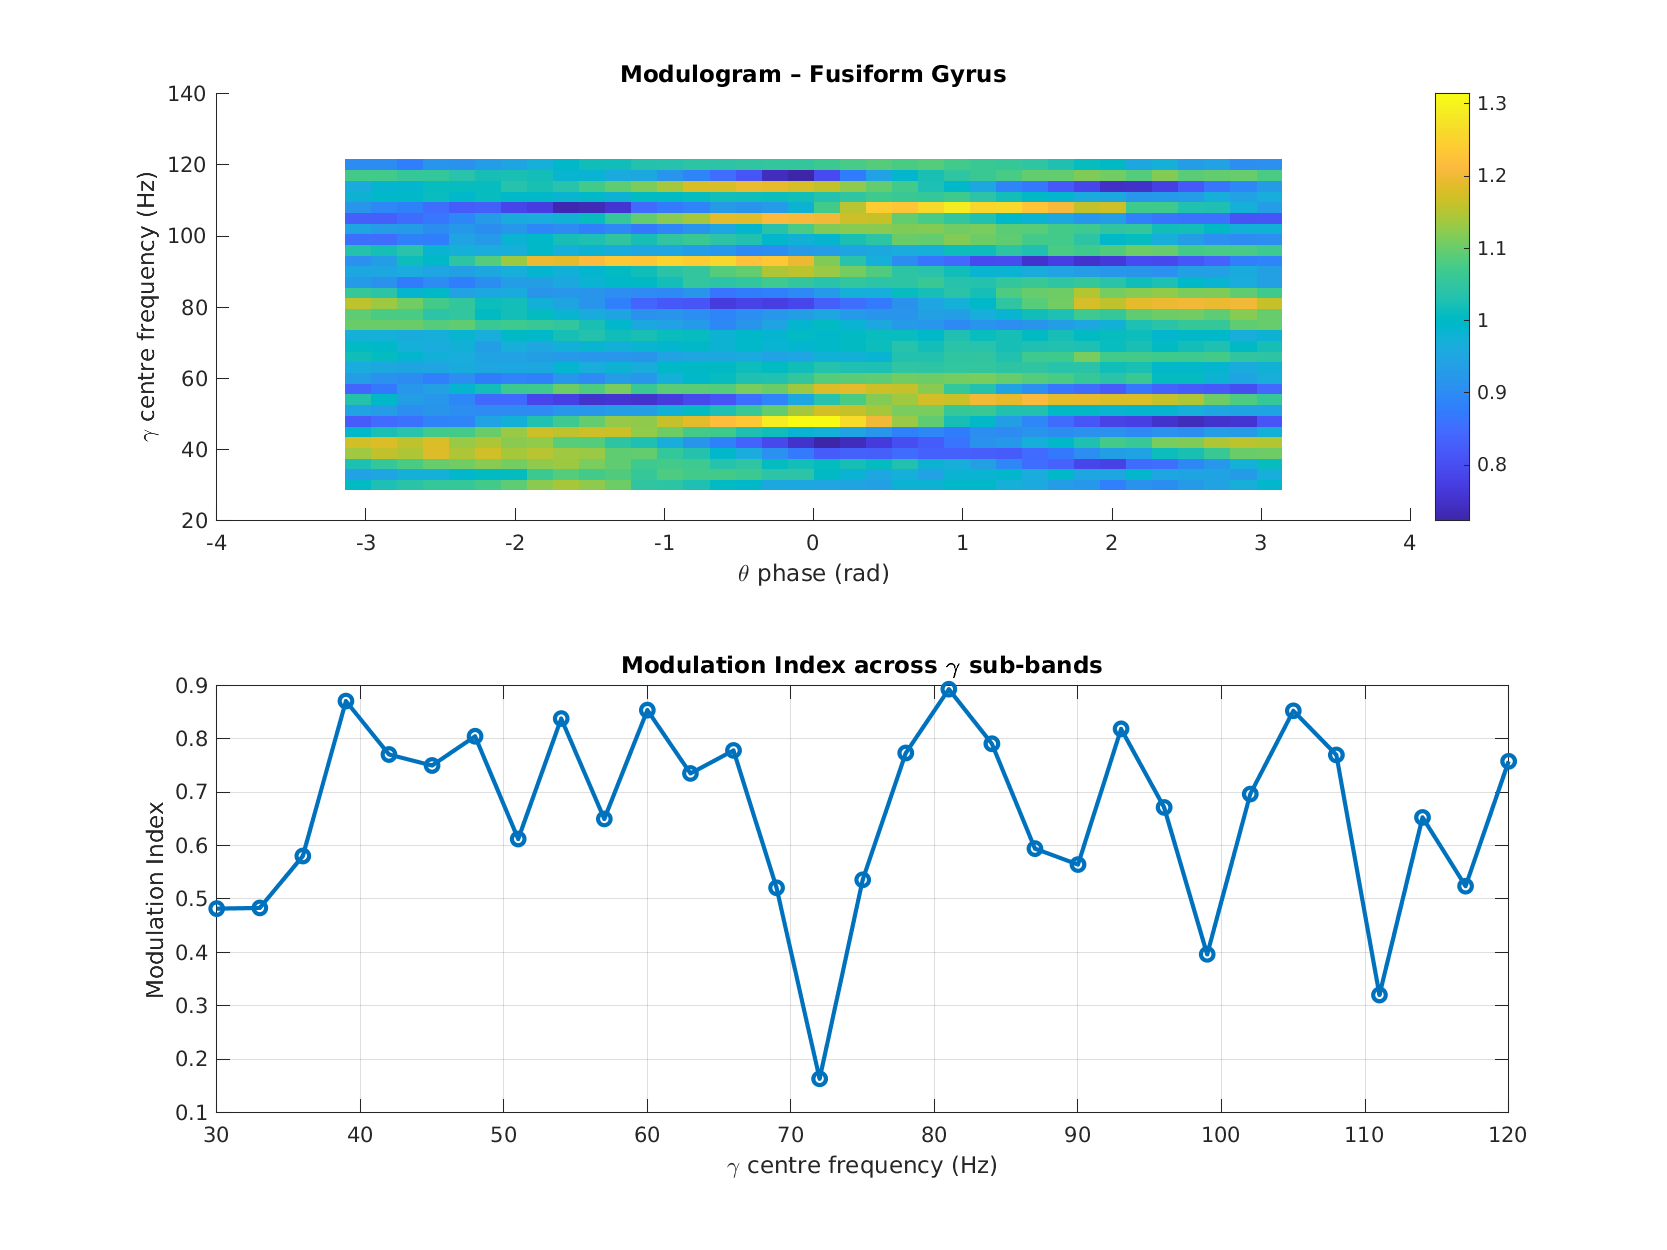 Modulogram – Fusiform Gyrus
140
120
100
80
60
40
20
γ centre frequency (Hz)
-4 -3 -2 -1 0 1 2 3 4
θ phase (rad)
1.3
1.2
1.1
1
0.9
0.8
Modulation Index across γ sub-bands
0.9
0.8
0.7
0.6
0.5
0.4
0.3
0.2
0.1
Modulation Index
30 40 50 60 70 80 90 100 110 120
γ centre frequency (Hz)